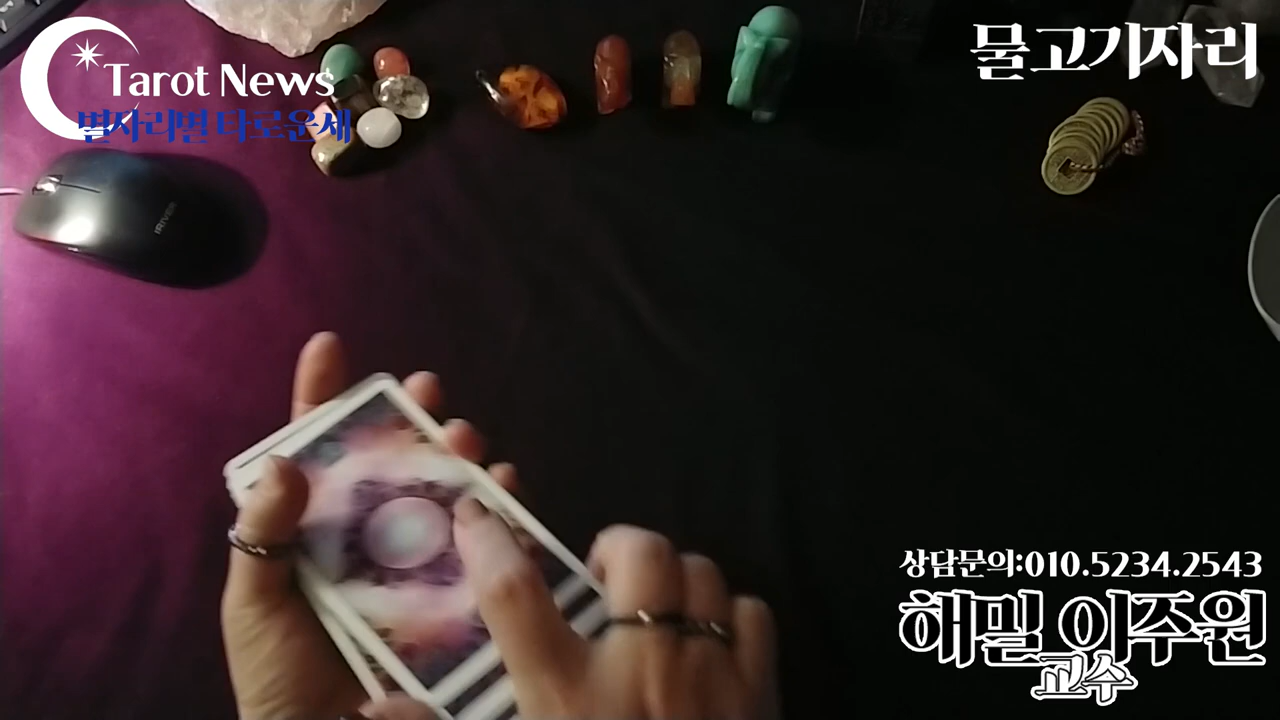 Tarot News
별자리별 타로운세
물고기자리
IRIVER
상담문의:010.5234.2543
해밀 이주원
교수